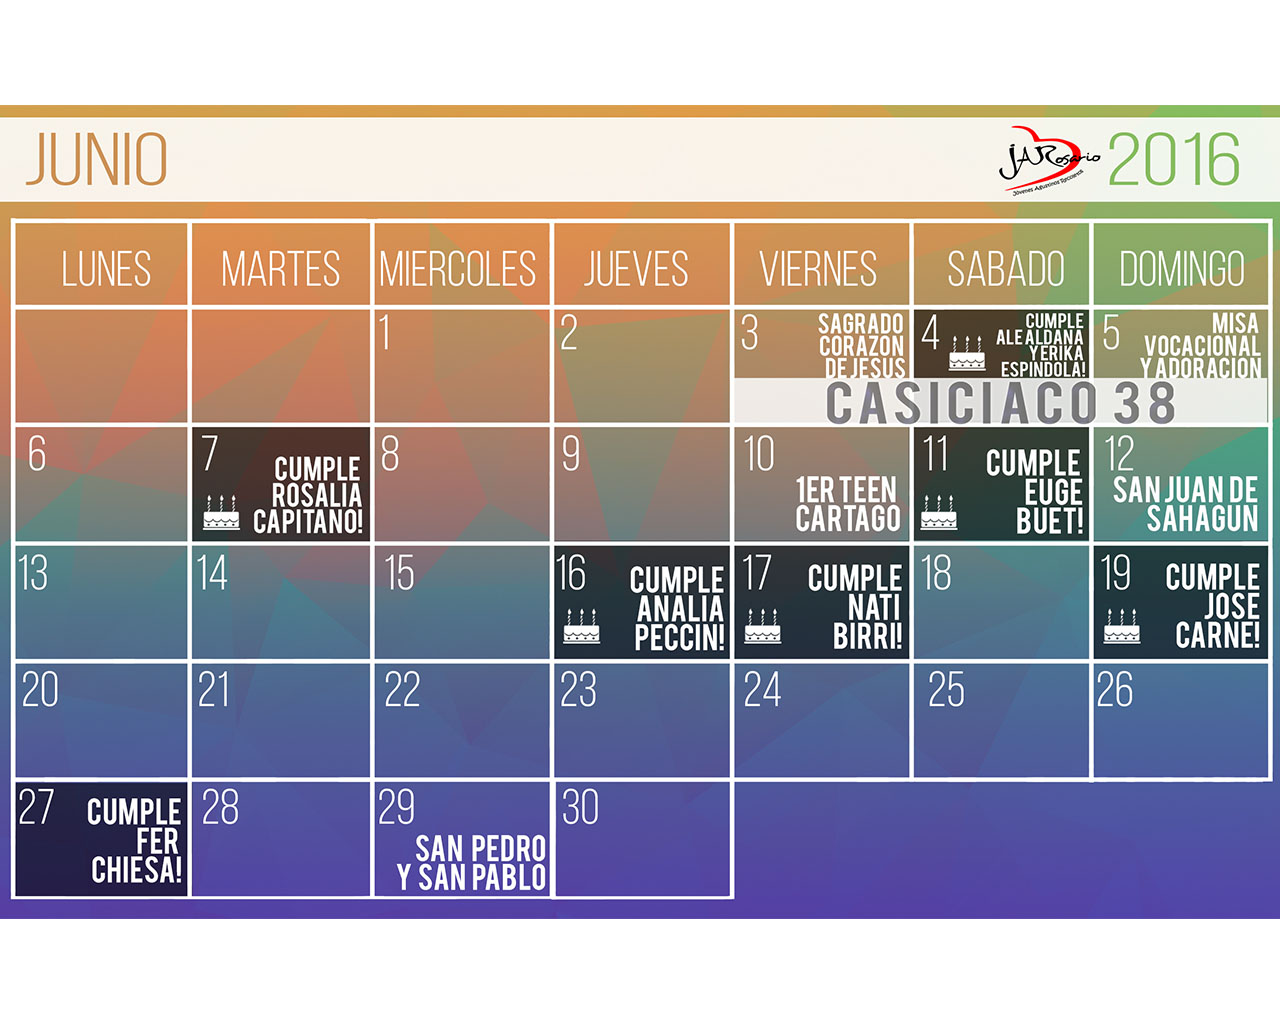 JUNIO
JARosario
Jóvenes Agustinos Recoletos
2016
LUNES MARTES MIERCOLES JUEVES VIERNES SABADO DOMINGO
1
2
3
SAGRADO
CORAZON
DE JESUS
4
CUMPLE
ALE ALDANA
Y ERIKA
ESPINDOLA!
5
MISA
VOCACIONAL
Y ADORACION
CASICIACO 38
6
7
CUMPLE
ROSALIA
CAPITANO!
8
9
10
1ER TEEN
CARTAGO
11
CUMPLE
EUGE
BUET!
12
SAN JUAN DE
SAHAGUN
13
14
15
16
CUMPLE
ANALIA
PECCIN!
17
CUMPLE
NATI
BIRRI!
18
19
CUMPLE
JOSE
CARNE!
20
21
22
23
24
25
26
27
CUMPLE
FER
CHIESA!
28
29
SAN PEDRO
Y SAN PABLO
30